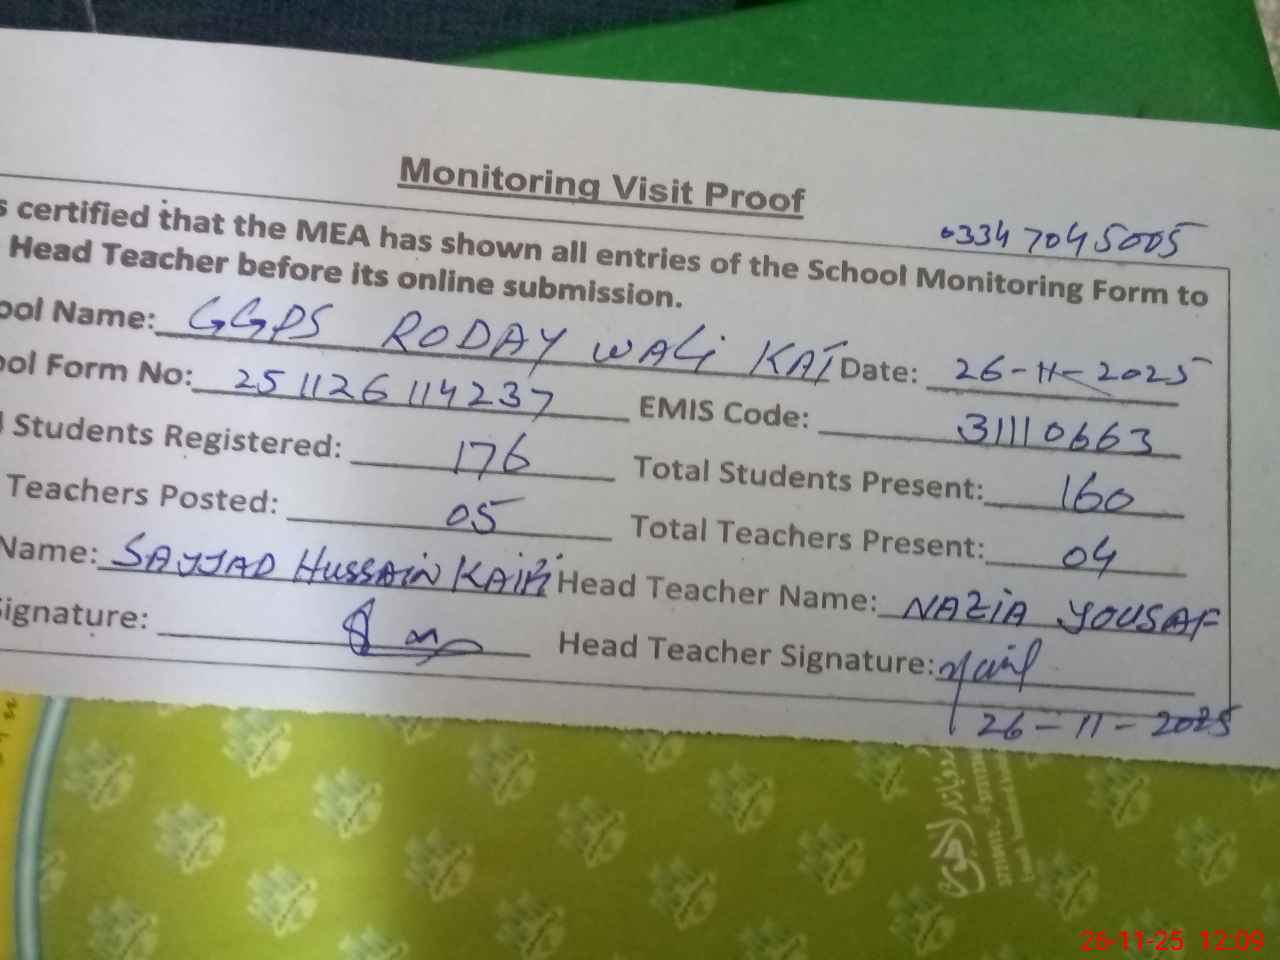 Monitoring Visit Proof
03347045005
s certified that the MEA has shown all entries of the School Monitoring Form to
Head Teacher before its online submission.
ool Name: GGPS RODAY WALI KAI Date: 26-11-2025
ool Form No: 251126114237 EMIS Code: 31110663
l Students Registered: 176 Total Students Present: 160
Teachers Posted: 05 Total Teachers Present: 04
Name: SAJJAD HUSSAIN Head Teacher Name: NAZIA YOUSAF
ignature: Head Teacher Signature:
26-11-2025
26-11-25 12:09